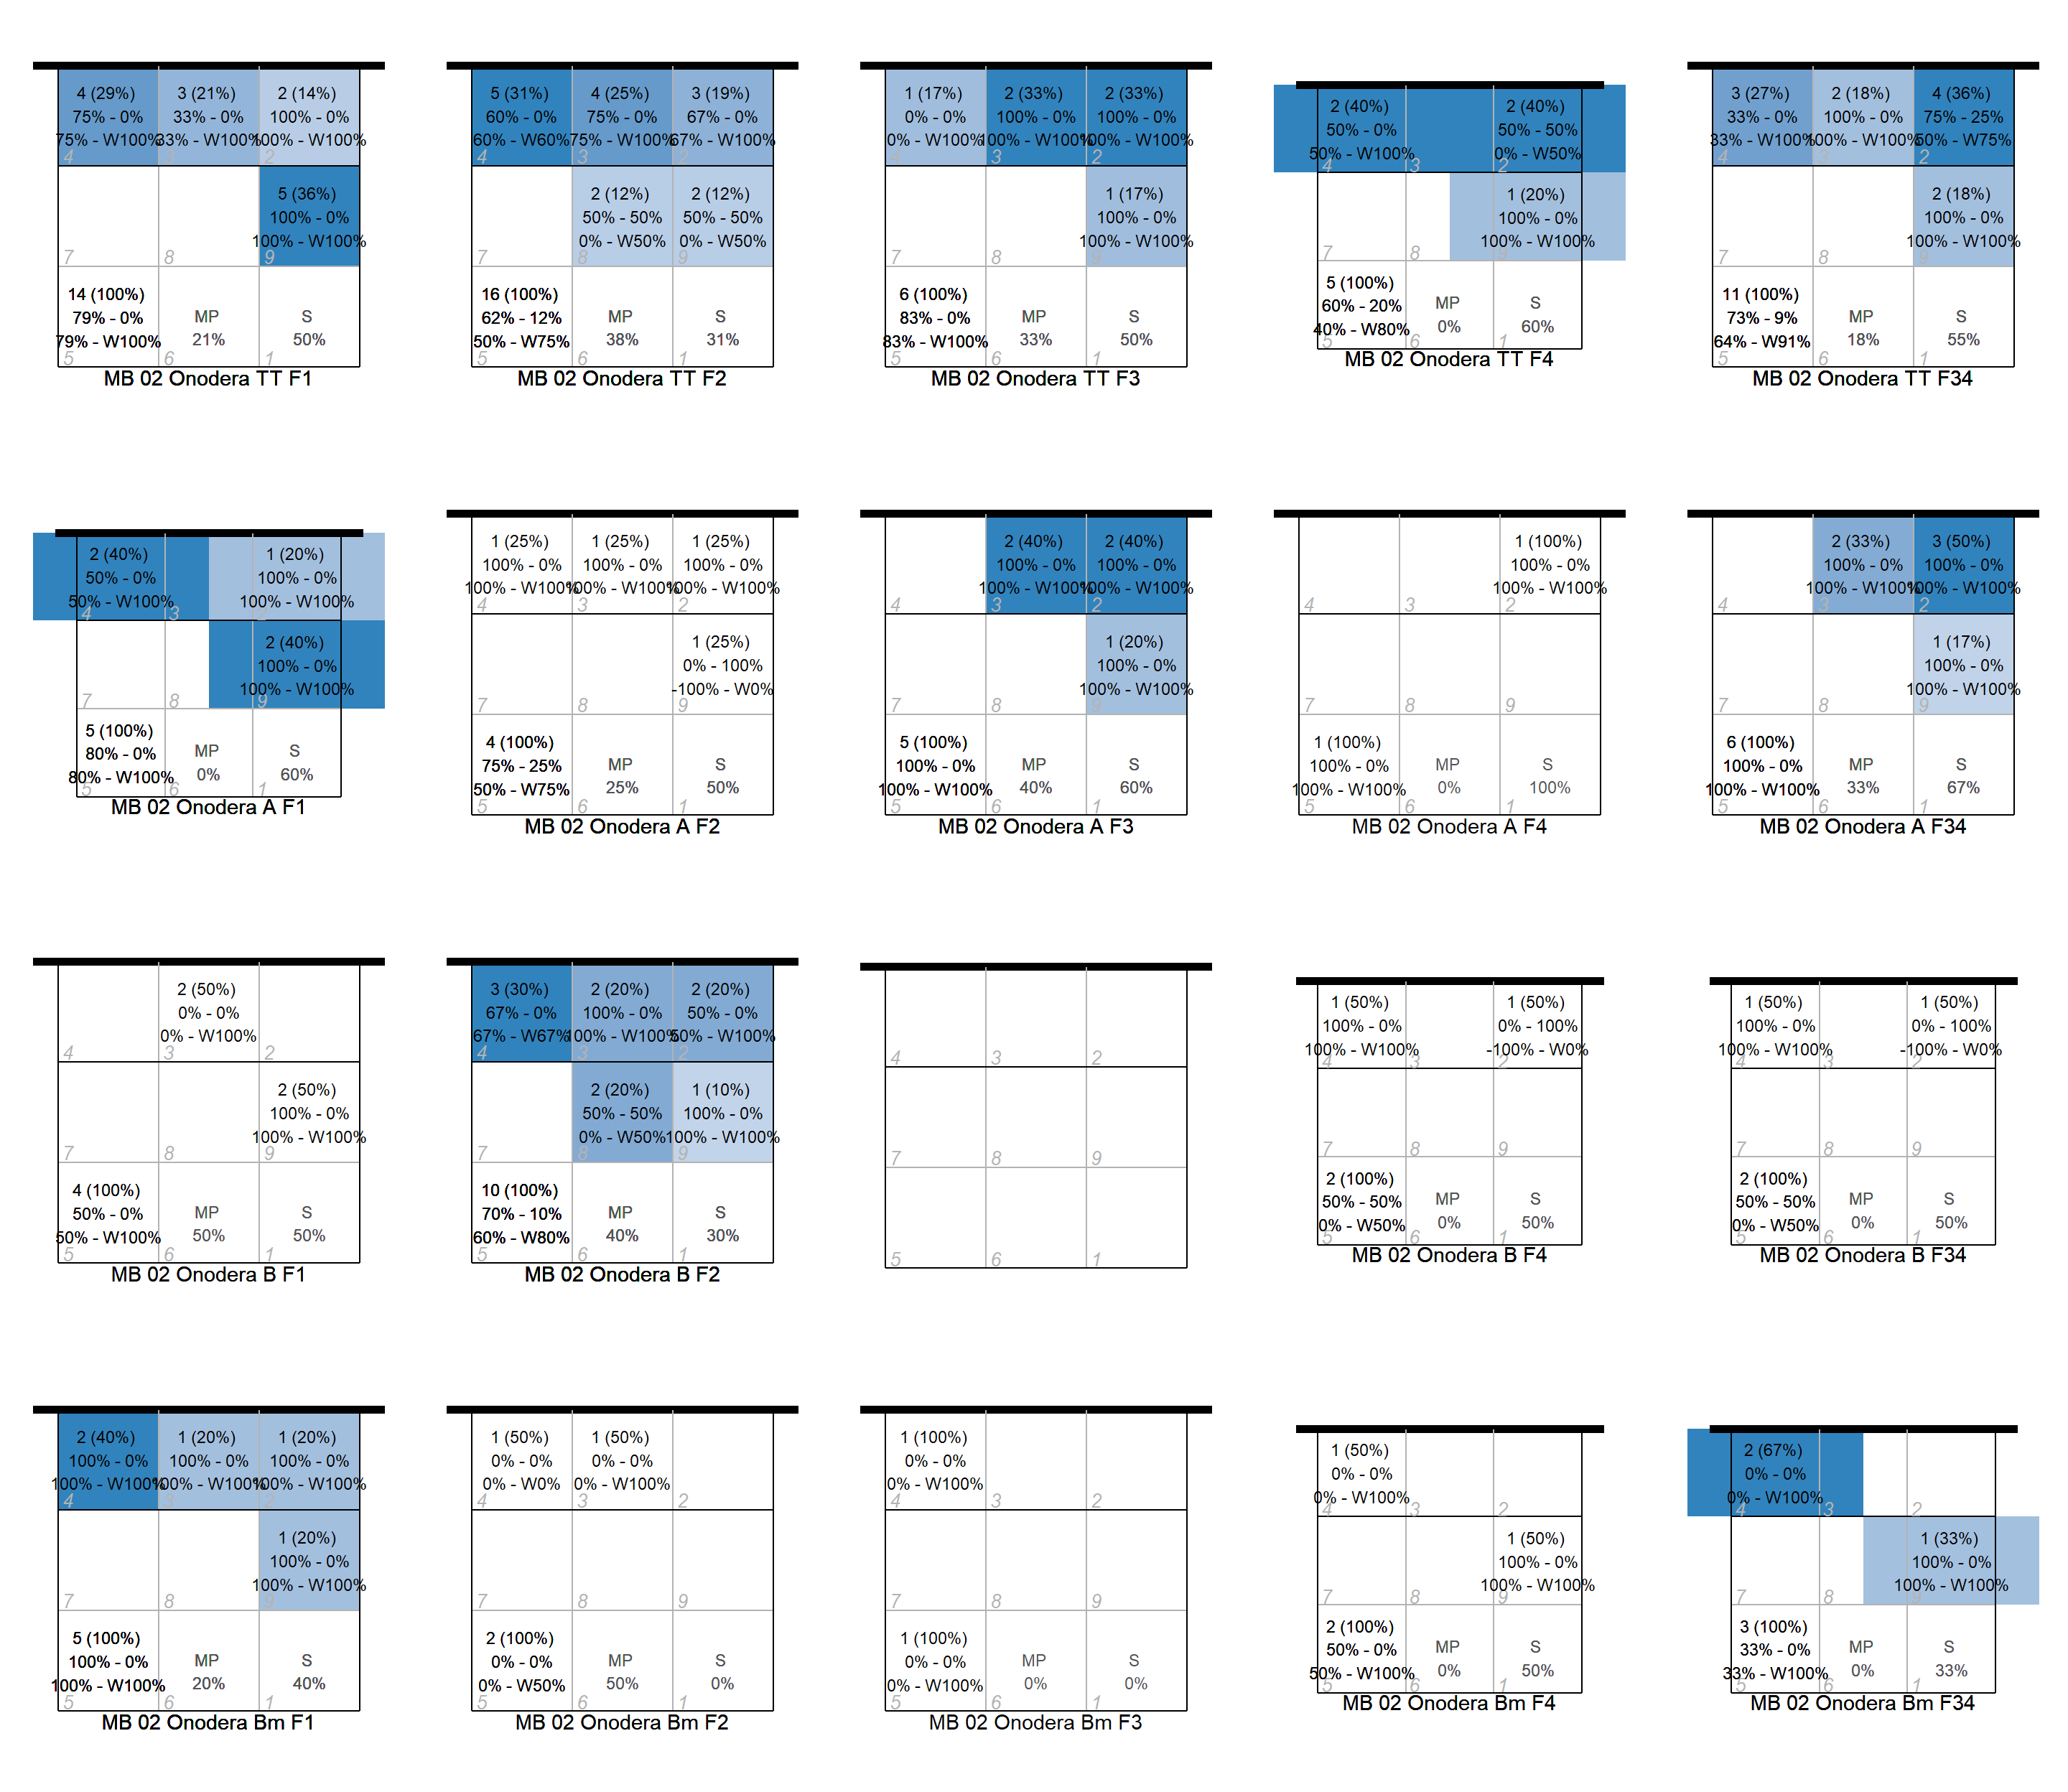 4 (29%) 3 (21%) 2 (14%)
75% - 0% 33% - 0% 100% - 0%
75% - W100% 33% - W100% 100% - W100%
4 3 2
5 (36%)
100% - 0%
100% - W100%
7 8 9
14 (100%)
79% - 0% MP S
79% - W100% 21% 50%
5 6 1
MB 02 Onodera TT F1
5 (31%) 4 (25%) 3 (19%)
60% - 0% 75% - 0% 67% - 0%
60% - W60% 75% - W100% 67% - W100%
4 3 2
2 (12%) 2 (12%)
50% - 50% 50% - 50%
0% - W50% 0% - W50%
7 8 9
16 (100%)
62% - 12% MP S
50% - W75% 38% 31%
5 6 1
MB 02 Onodera TT F2
1 (17%) 2 (33%) 2 (33%)
0% - 0% 100% - 0% 100% - 0%
0% - W100% 100% - W100% 100% - W100%
4 3 2
1 (17%)
100% - 0%
100% - W100%
7 8 9
6 (100%)
83% - 0% MP S
83% - W100% 33% 50%
5 6 1
MB 02 Onodera TT F3
2 (40%) 2 (40%)
50% - 0% 50% - 50%
50% - W100% 0% - W50%
4 3 2
1 (20%)
100% - 0%
100% - W100%
7 8 9
5 (100%)
60% - 20% MP S
40% - W80% 0% 60%
5 6 1
MB 02 Onodera TT F4
3 (27%) 2 (18%) 4 (36%)
33% - 0% 100% - 0% 75% - 25%
33% - W100% 100% - W100% 50% - W75%
4 3 2
2 (18%)
100% - 0%
100% - W100%
7 8 9
11 (100%)
73% - 9% MP S
64% - W91% 18% 55%
5 6 1
MB 02 Onodera TT F34
2 (40%) 1 (20%)
50% - 0% 100% - 0%
50% - W100% 100% - W100%
4 3 2
2 (40%)
100% - 0%
100% - W100%
7 8 9
5 (100%)
80% - 0% MP S
80% - W100% 0% 60%
5 6 1
MB 02 Onodera A F1
1 (25%) 1 (25%) 1 (25%)
100% - 0% 100% - 0% 100% - 0%
100% - W100% 100% - W100% 100% - W100%
4 3 2
1 (25%)
0% - 100%
-100% - W0%
7 8 9
4 (100%)
75% - 25% MP S
50% - W75% 25% 50%
5 6 1
MB 02 Onodera A F2
2 (40%) 2 (40%)
100% - 0% 100% - 0%
100% - W100% 100% - W100%
4 3 2
1 (20%)
100% - 0%
100% - W100%
7 8 9
5 (100%)
100% - 0% MP S
100% - W100% 40% 60%
5 6 1
MB 02 Onodera A F3
1 (100%)
100% - 0%
100% - W100%
4 3 2
7 8 9
1 (100%)
100% - 0% MP S
100% - W100% 0% 100%
5 6 1
MB 02 Onodera A F4
2 (33%) 3 (50%)
100% - 0% 100% - 0%
100% - W100% 100% - W100%
4 3 2
1 (17%)
100% - 0%
100% - W100%
7 8 9
6 (100%)
100% - 0% MP S
100% - W100% 33% 67%
5 6 1
MB 02 Onodera A F34
2 (50%)
0% - 0%
0% - W100%
4 3 2
2 (50%)
100% - 0%
100% - W100%
7 8 9
4 (100%)
50% - 0% MP S
50% - W100% 50% 50%
5 6 1
MB 02 Onodera B F1
3 (30%) 2 (20%) 2 (20%)
67% - 0% 100% - 0% 50% - 0%
67% - W67% 100% - W100% 50% - W100%
4 3 2
2 (20%) 1 (10%)
50% - 50% 100% - 0%
0% - W50% 100% - W100%
7 8 9
10 (100%)
70% - 10% MP S
60% - W80% 40% 30%
5 6 1
MB 02 Onodera B F2
4 3 2
7 8 9
5 6 1
1 (50%) 1 (50%)
100% - 0% 0% - 100%
100% - W100% -100% - W0%
4 3 2
7 8 9
2 (100%)
50% - 50% MP S
0% - W50% 0% 50%
5 6 1
MB 02 Onodera B F4
1 (50%) 1 (50%)
100% - 0% 0% - 100%
100% - W100% -100% - W0%
4 3 2
7 8 9
2 (100%)
50% - 50% MP S
0% - W50% 0% 50%
5 6 1
MB 02 Onodera B F34
2 (40%) 1 (20%) 1 (20%)
100% - 0% 100% - 0% 100% - 0%
100% - W100% 100% - W100% 100% - W100%
4 3 2
1 (20%)
100% - 0%
100% - W100%
7 8 9
5 (100%)
100% - 0% MP S
100% - W100% 20% 40%
5 6 1
MB 02 Onodera Bm F1
1 (50%) 1 (50%)
0% - 0% 0% - 0%
0% - W0% 0% - W100%
4 3 2
7 8 9
2 (100%)
0% - 0% MP S
0% - W50% 50% 0%
5 6 1
MB 02 Onodera Bm F2
1 (100%)
0% - 0%
0% - W100%
4 3 2
7 8 9
1 (100%)
0% - 0% MP S
0% - W100% 0% 0%
5 6 1
MB 02 Onodera Bm F3
1 (50%)
0% - 0%
0% - W100%
4 3 2
1 (50%)
100% - 0%
100% - W100%
7 8 9
2 (100%)
50% - 0% MP S
50% - W100% 0% 50%
5 6 1
MB 02 Onodera Bm F4
2 (67%)
0% - 0%
0% - W100%
4 3 2
1 (33%)
100% - 0%
100% - W100%
7 8 9
3 (100%)
33% - 0% MP S
33% - W100% 0% 33%
5 6 1
MB 02 Onodera Bm F34